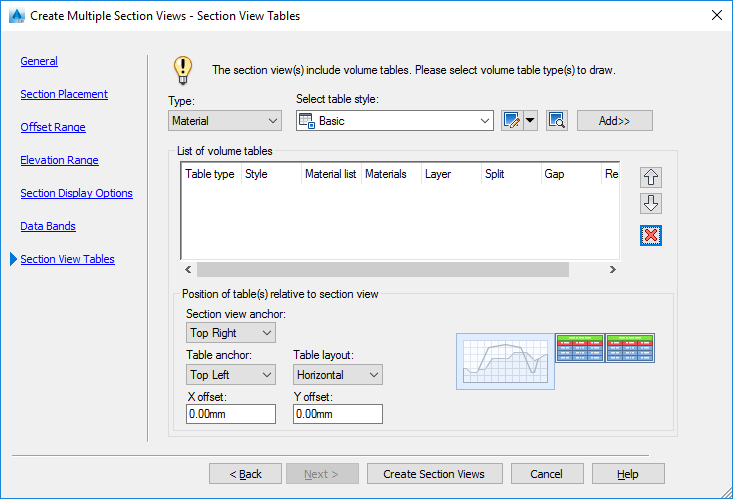 Create Multiple Section Views - Section View Tables
General
Section Placement
Offset Range
Elevation Range
Section Display Options
Data Bands
Section View Tables
The section view(s) include volume tables. Please select volume table type(s) to draw.
Type:
Select table style:
Material
Basic
Add>>
List of volume tables
Table type Style Material list Materials Layer Split Gap Re
Position of table(s) relative to section view
Section view anchor:
Top Right
Table anchor:
Table layout:
Top Left
Horizontal
X offset:
Y offset:
0.00mm
0.00mm
< Back
Next >
Create Section Views
Cancel
Help